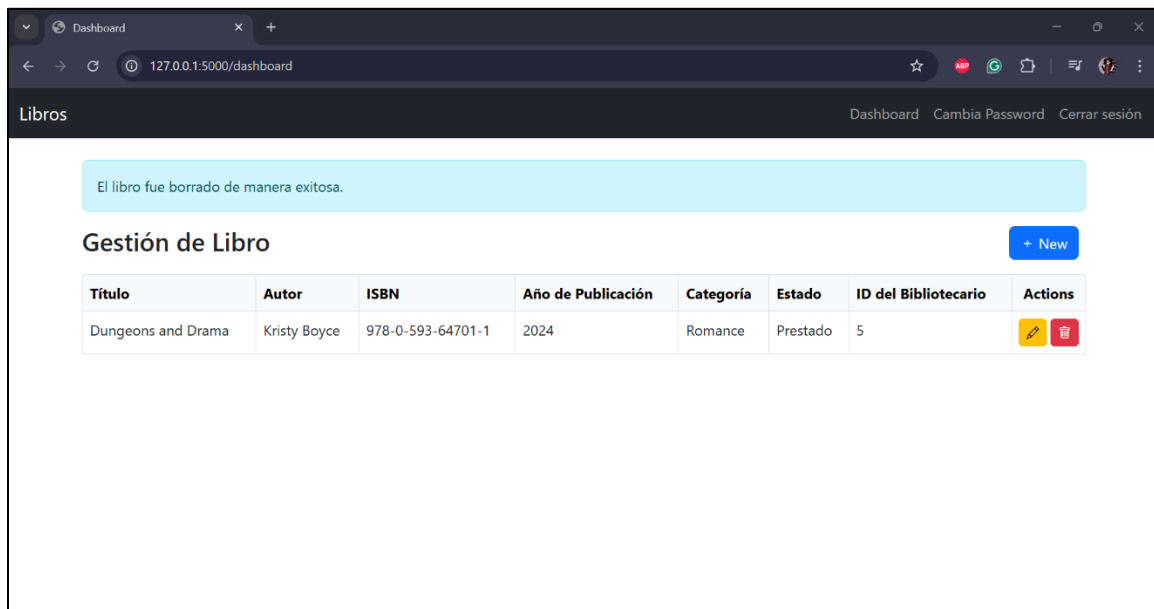 Dashboard
127.0.0.1:5000/dashboard
ABP
Libros Dashboard Cambia Password Cerrar sesión
El libro fue borrado de manera exitosa.
Gestión de Libro + New
Título Autor ISBN Año de Publicación Categoría Estado ID del Bibliotecario Actions
Dungeons and Drama Kristy Boyce 978-0-593-64701-1 2024 Romance Prestado 5